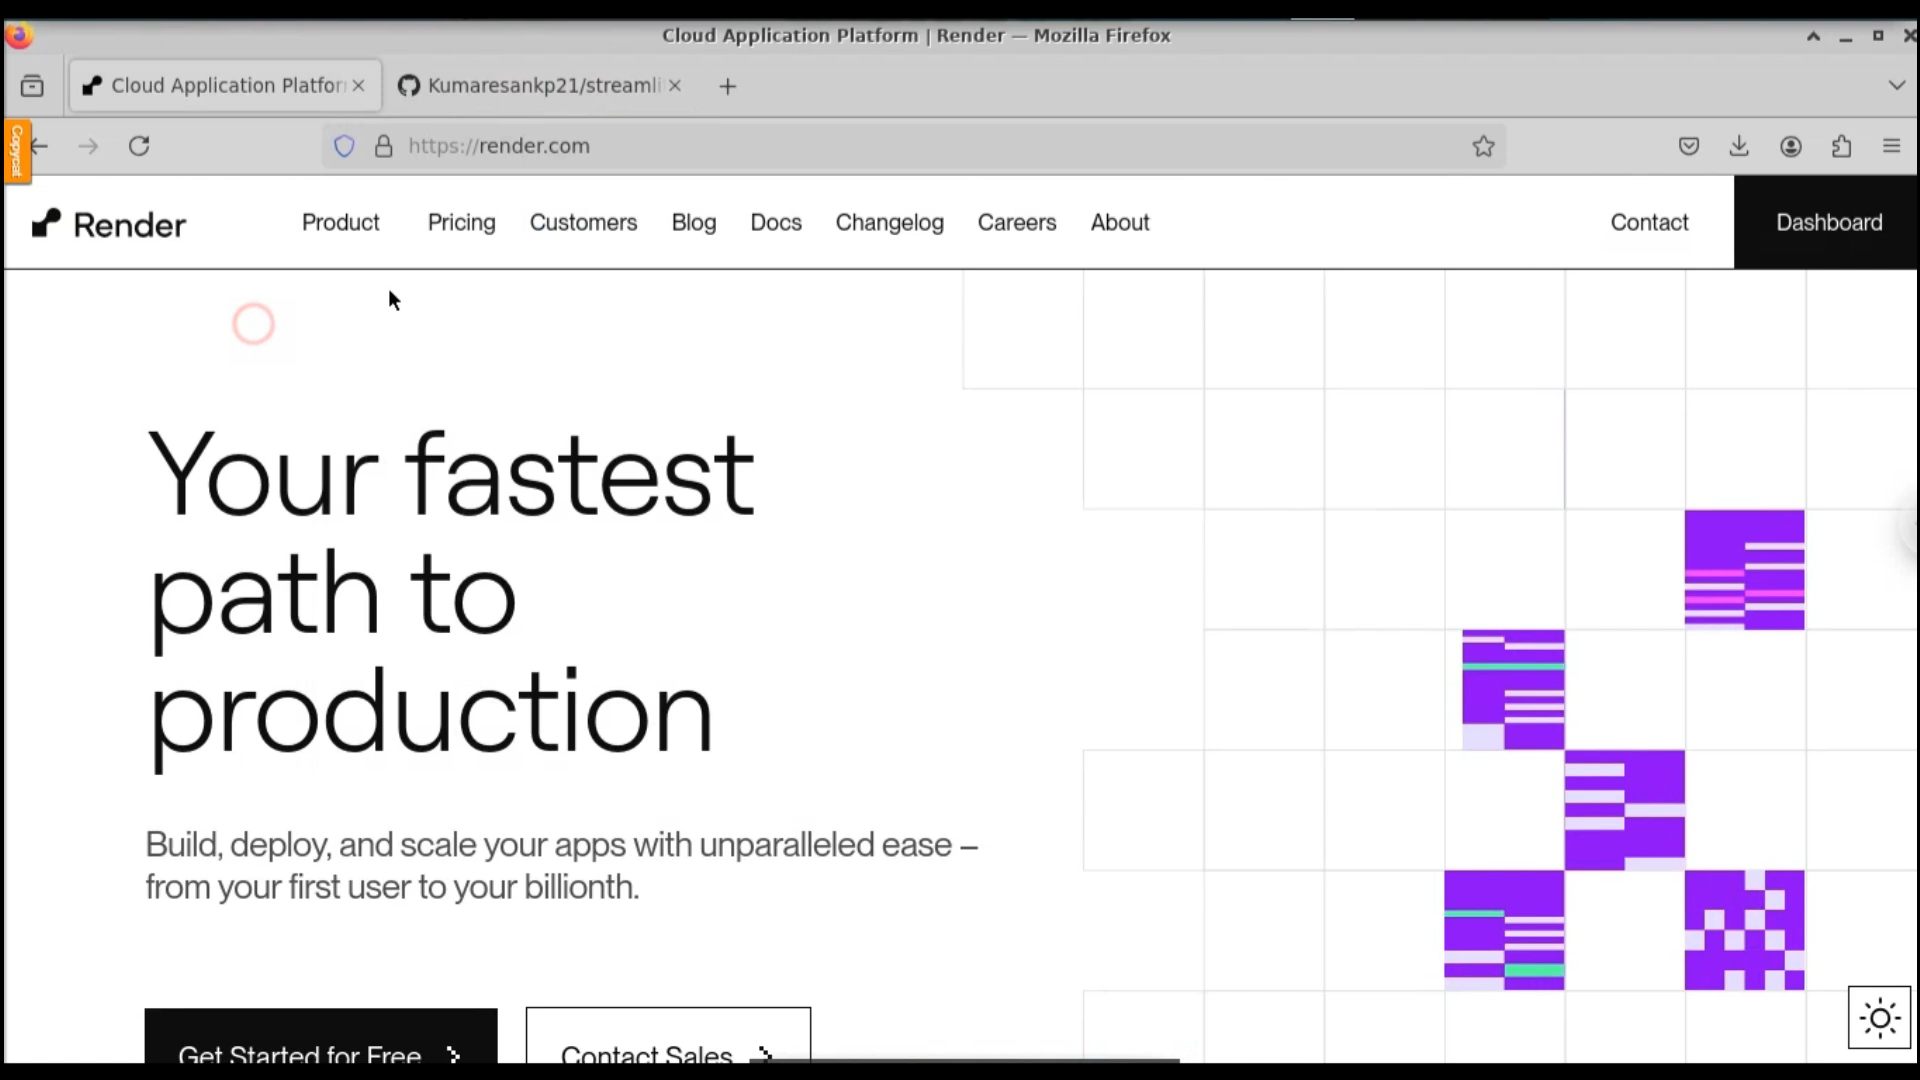 Cloud Application Platform | Render — Mozilla Firefox
Cloud Application Platfor
Kumaresankp21/streamli
https://render.com
Copycat
Render
Product
Pricing
Customers
Blog
Docs
Changelog
Careers
About
Contact
Dashboard
Your fastest
path to
production
Build, deploy, and scale your apps with unparalleled ease –
from your first user to your billionth.
Get Started for Free
Contact Sales